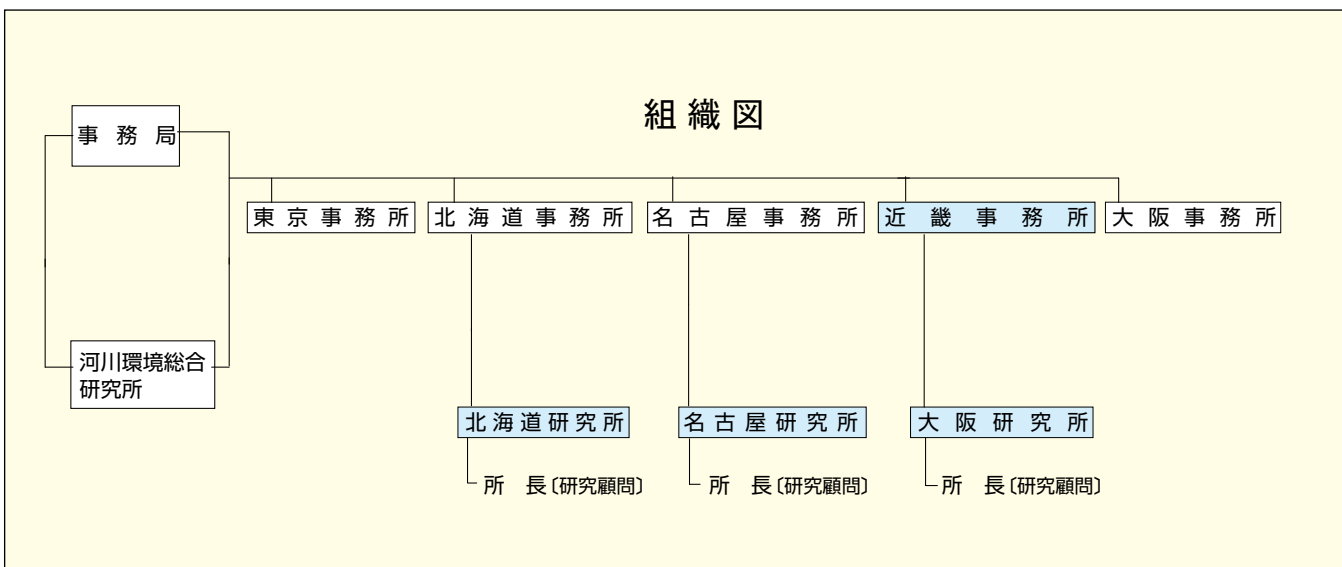 組織図
事務局
東京事務所
北海道事務所
名古屋事務所
近畿事務所
大阪事務所
河川環境総合
研究所
北海道研究所
名古屋研究所
大阪研究所
所 長〔研究顧問〕
所 長〔研究顧問〕
所 長〔研究顧問〕